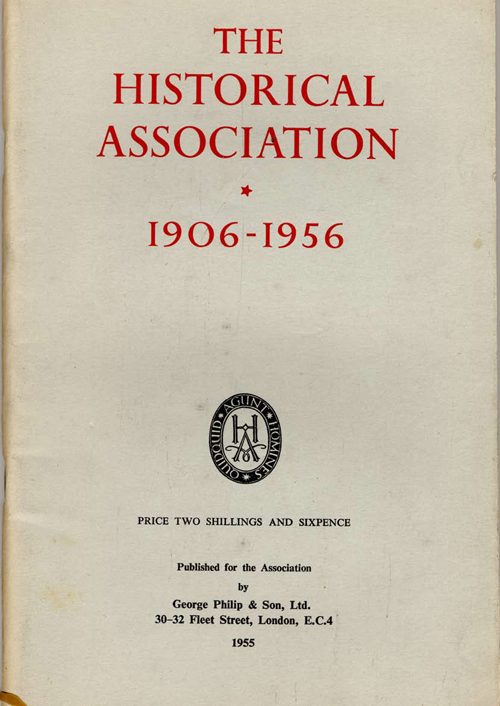 THE
HISTORICAL
ASSOCIATION
★
1906-1956
QUIDQUID AGUNT HOMINES
HA
PRICE TWO SHILLINGS AND SIXPENCE
Published for the Association
by
George Philip & Son, Ltd.
30–32 Fleet Street, London, E.C.4
1955